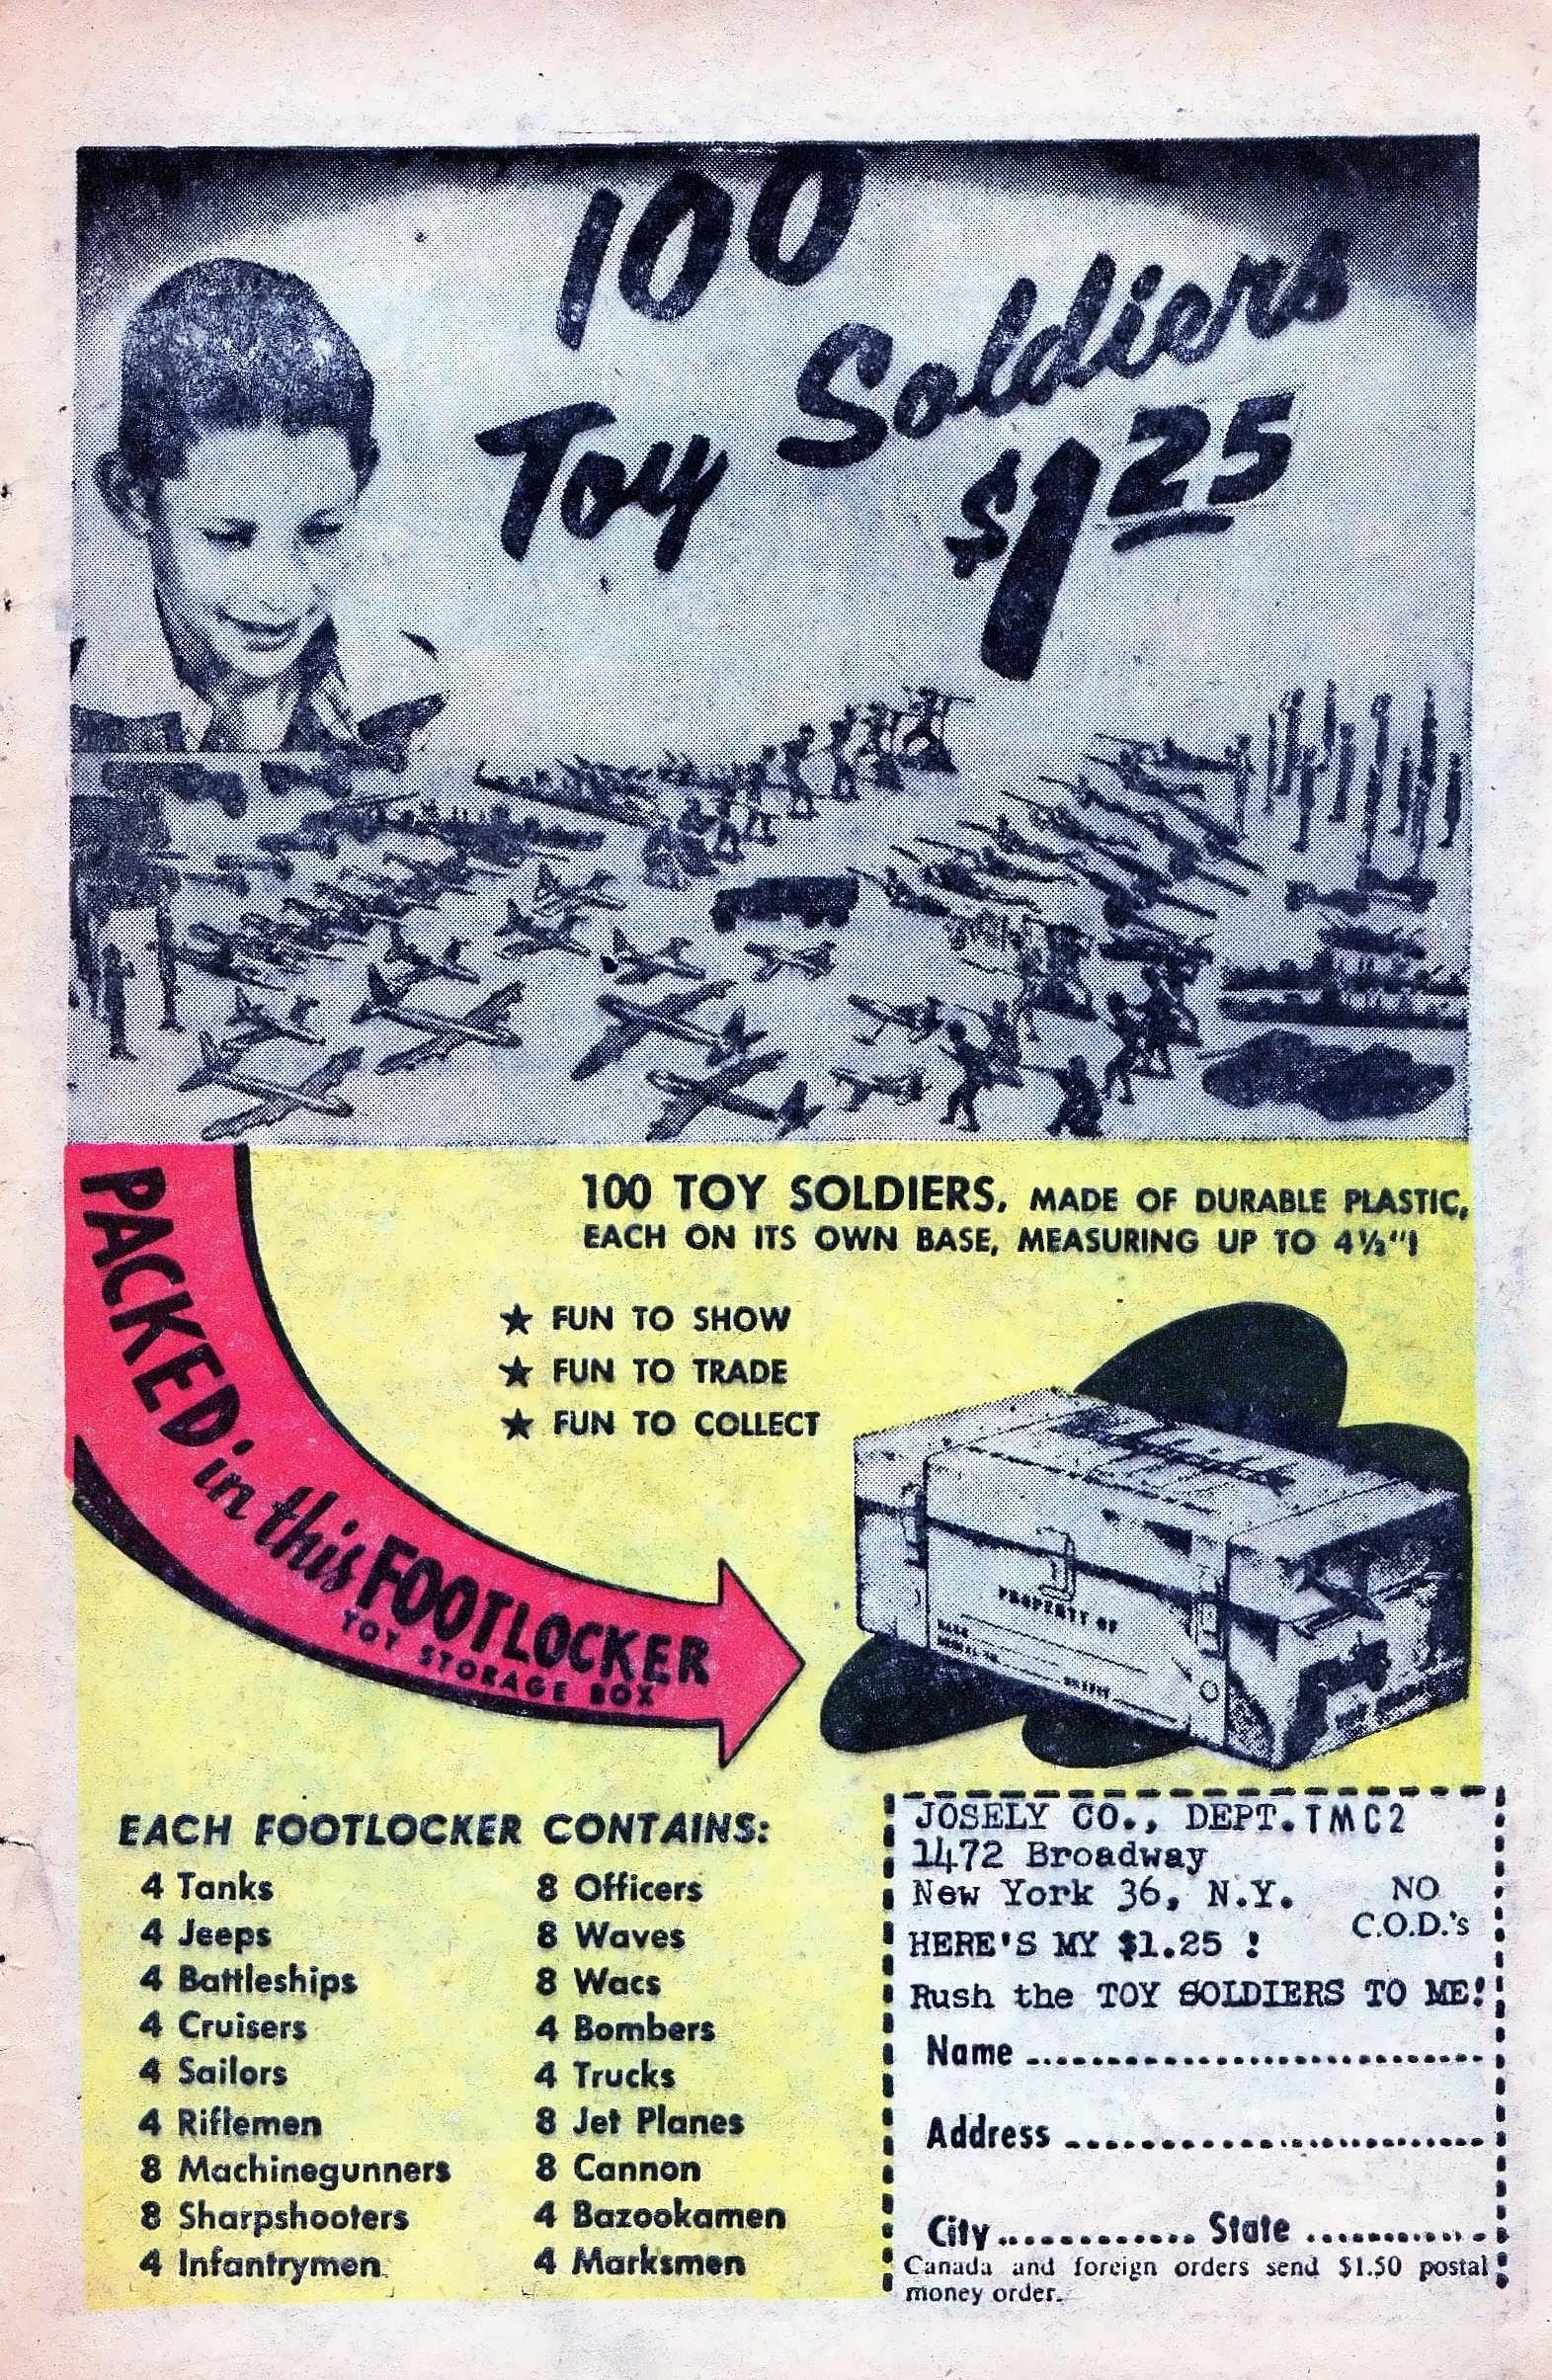 100
Toy Soldiers
$1 25
PACKED in this FOOTLOCKER
TOY STORAGE BOX
100 TOY SOLDIERS, MADE OF DURABLE PLASTIC,
EACH ON ITS OWN BASE, MEASURING UP TO 4½"!
★ FUN TO SHOW
★ FUN TO TRADE
★ FUN TO COLLECT
PROPERTY OF
EACH FOOTLOCKER CONTAINS:
4 Tanks
4 Jeeps
4 Battleships
4 Cruisers
4 Sailors
4 Riflemen
8 Machinegunners
8 Sharpshooters
4 Infantrymen
8 Officers
8 Waves
8 Wacs
4 Bombers
4 Trucks
8 Jet Planes
8 Cannon
4 Bazookamen
4 Marksmen
JOSELY CO., DEPT. TMC2
1472 Broadway
New York 36, N.Y.
NO
C.O.D.'s
HERE'S MY $1.25 !
Rush the TOY SOLDIERS TO ME!
Name
Address
City State
Canada and foreign orders send $1.50 postal
money order.